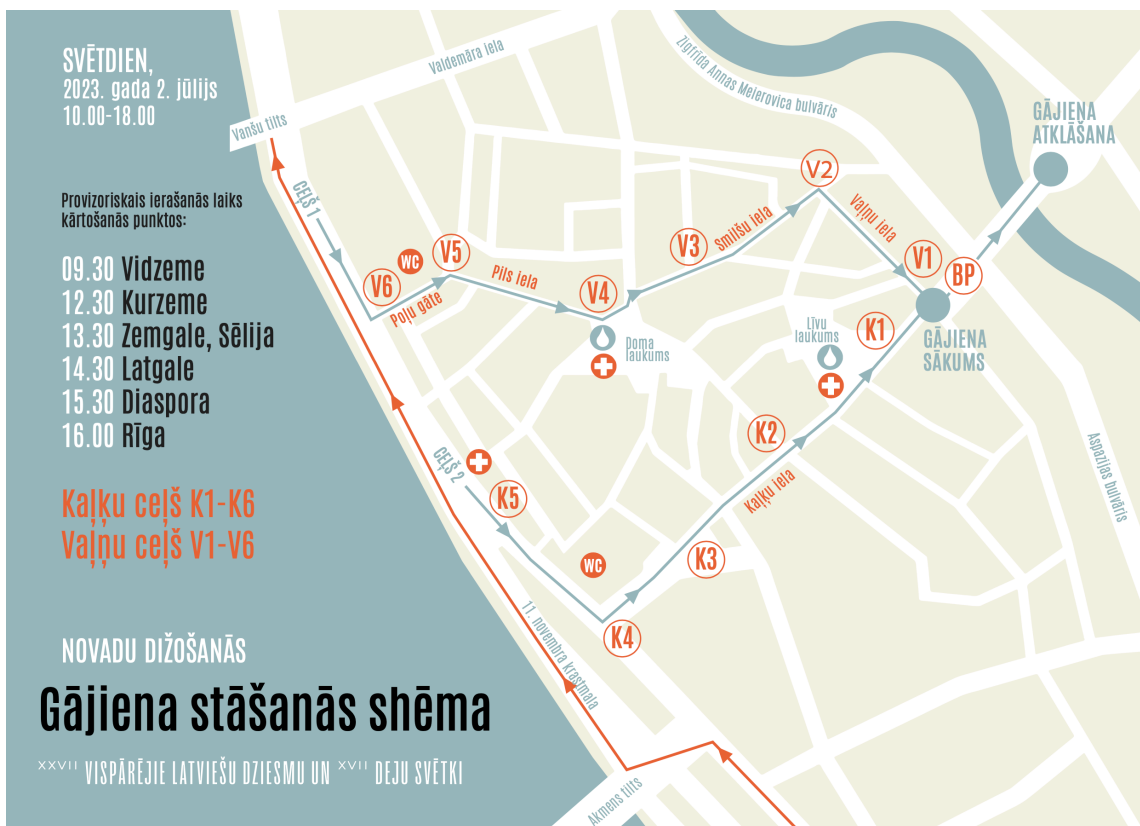 SVĒTDIEN,
2023. gada 2. jūlijs
10.00-18.00
Provizoriskais ierašanās laiks
kārtošanās punktos:
09.30 Vidzeme
12.30 Kurzeme
13.30 Zemgale, Sēlija
14.30 Latgale
15.30 Diaspora
16.00 Rīga
Kaļķu ceļš K1-K6
Vaļņu ceļš V1-V6
NOVADU DIŽOŠANĀS
Gājiena stāšanās shēma
XXVII VISPĀRĒJIE LATVIEŠU DZIESMU UN XVII DEJU SVĒTKI
Valdemāra iela
Zigfrīda Annas Meierovica bulvāris
GĀJIENA
ATKLĀŠANA
Vanšu tilts
CEĻŠ 1
V2
Vaļņu iela
V3
Smilšu iela
V1
BP
WC
V5
V6
Poļu gāte
Pils iela
V4
Doma
laukums
Līvu
laukums
K1
GĀJIENA
SĀKUMS
K2
Kaļķu iela
Aspazijas bulvāris
CEĻŠ 2
K5
WC
K3
K4
11. novembra krastmala
Akmens tilts